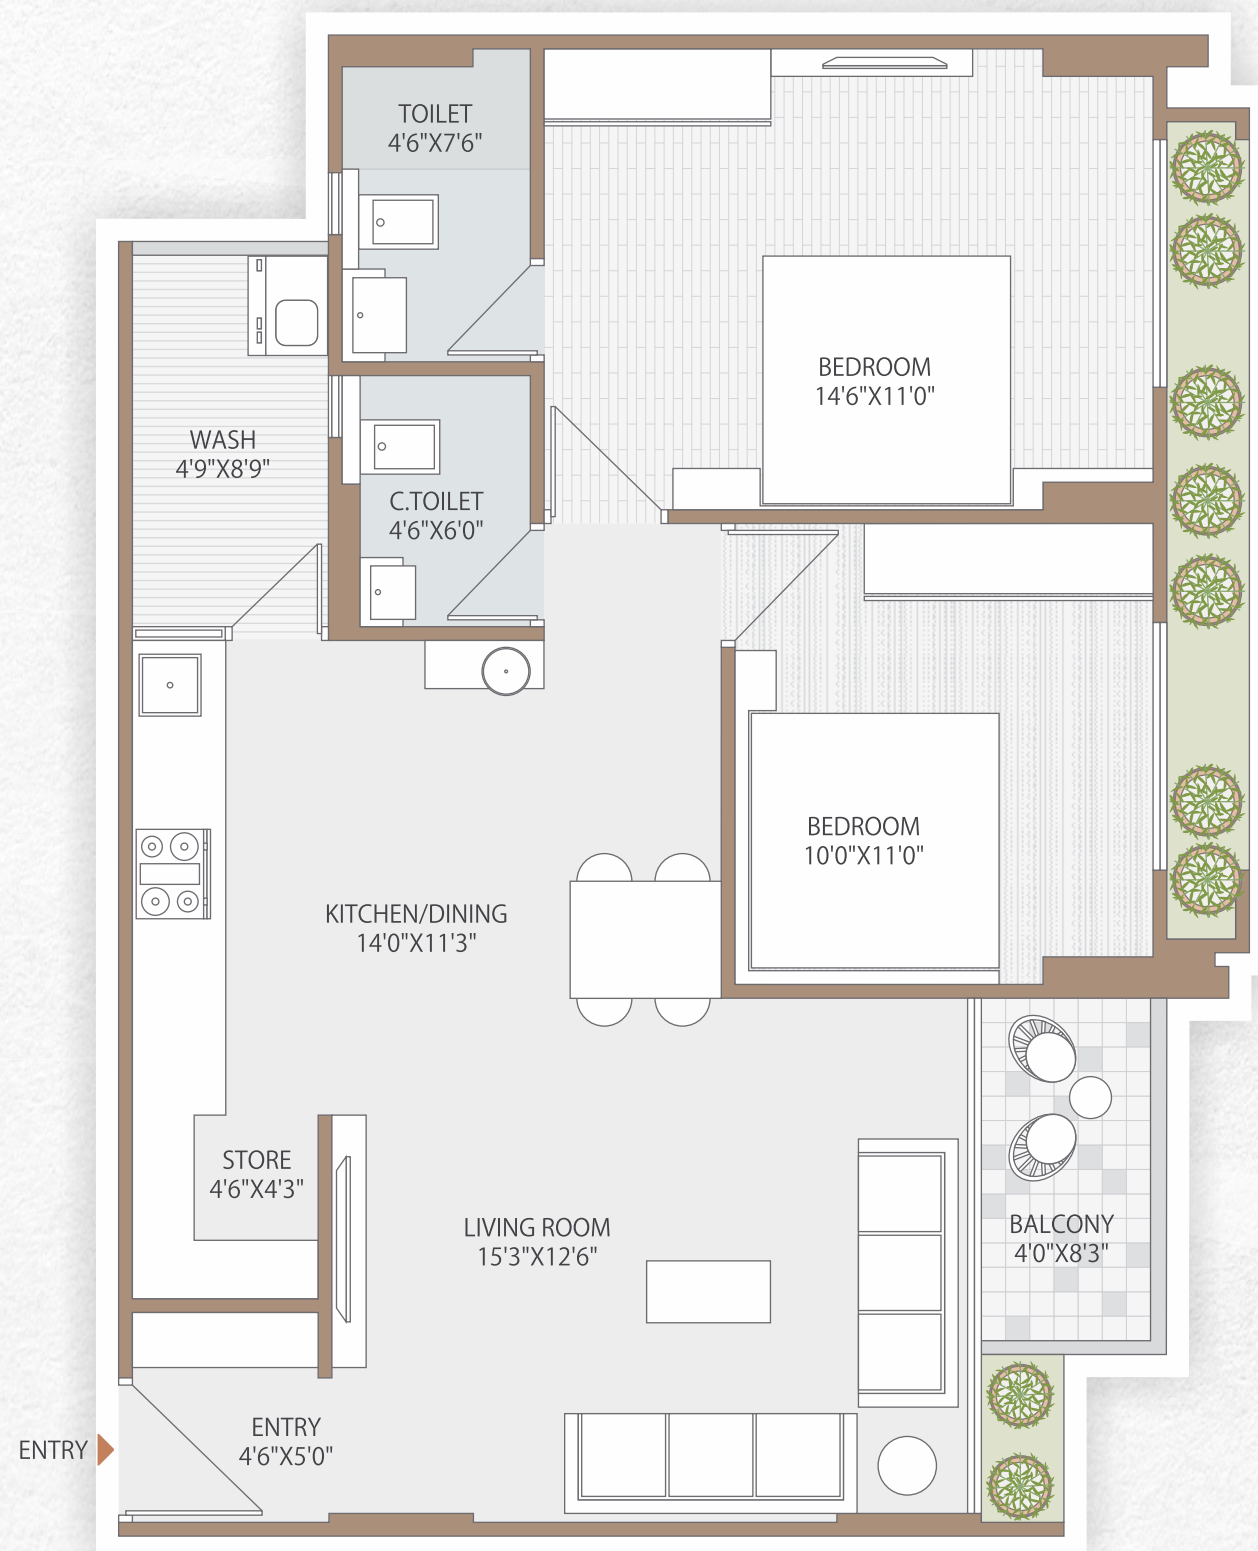 TOILET
4'6"X7'6"
BEDROOM
14'6"X11'0"
WASH
4'9"X8'9"
C.TOILET
4'6"X6'0"
BEDROOM
10'0"X11'0"
KITCHEN/DINING
14'0"X11'3"
STORE
4'6"X4'3"
LIVING ROOM
15'3"X12'6"
BALCONY
4'0"X8'3"
ENTRY
4'6"X5'0"
ENTRY